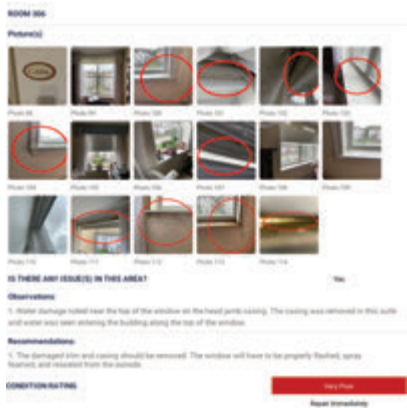 ROOM 306
Picture(s)
Photo 98 Photo 99 Photo 100 Photo 101 Photo 102 Photo 103
Photo 104 Photo 105 Photo 106 Photo 107 Photo 108 Photo 109
Photo 110 Photo 111 Photo 112 Photo 113 Photo 114
IS THERE ANY ISSUE(S) IN THIS AREA? Yes
Observations:
1. Water damage noted near the top of the window on the head jamb casing. The casing was removed in this suite
and water was seen entering the building along the top of the window.
Recommendations:
1. The damaged trim and casing should be removed. The window will have to be properly flashed, spray
foamed, and resealed from the outside.
CONDITION RATING Very Poor
Repair Immediately